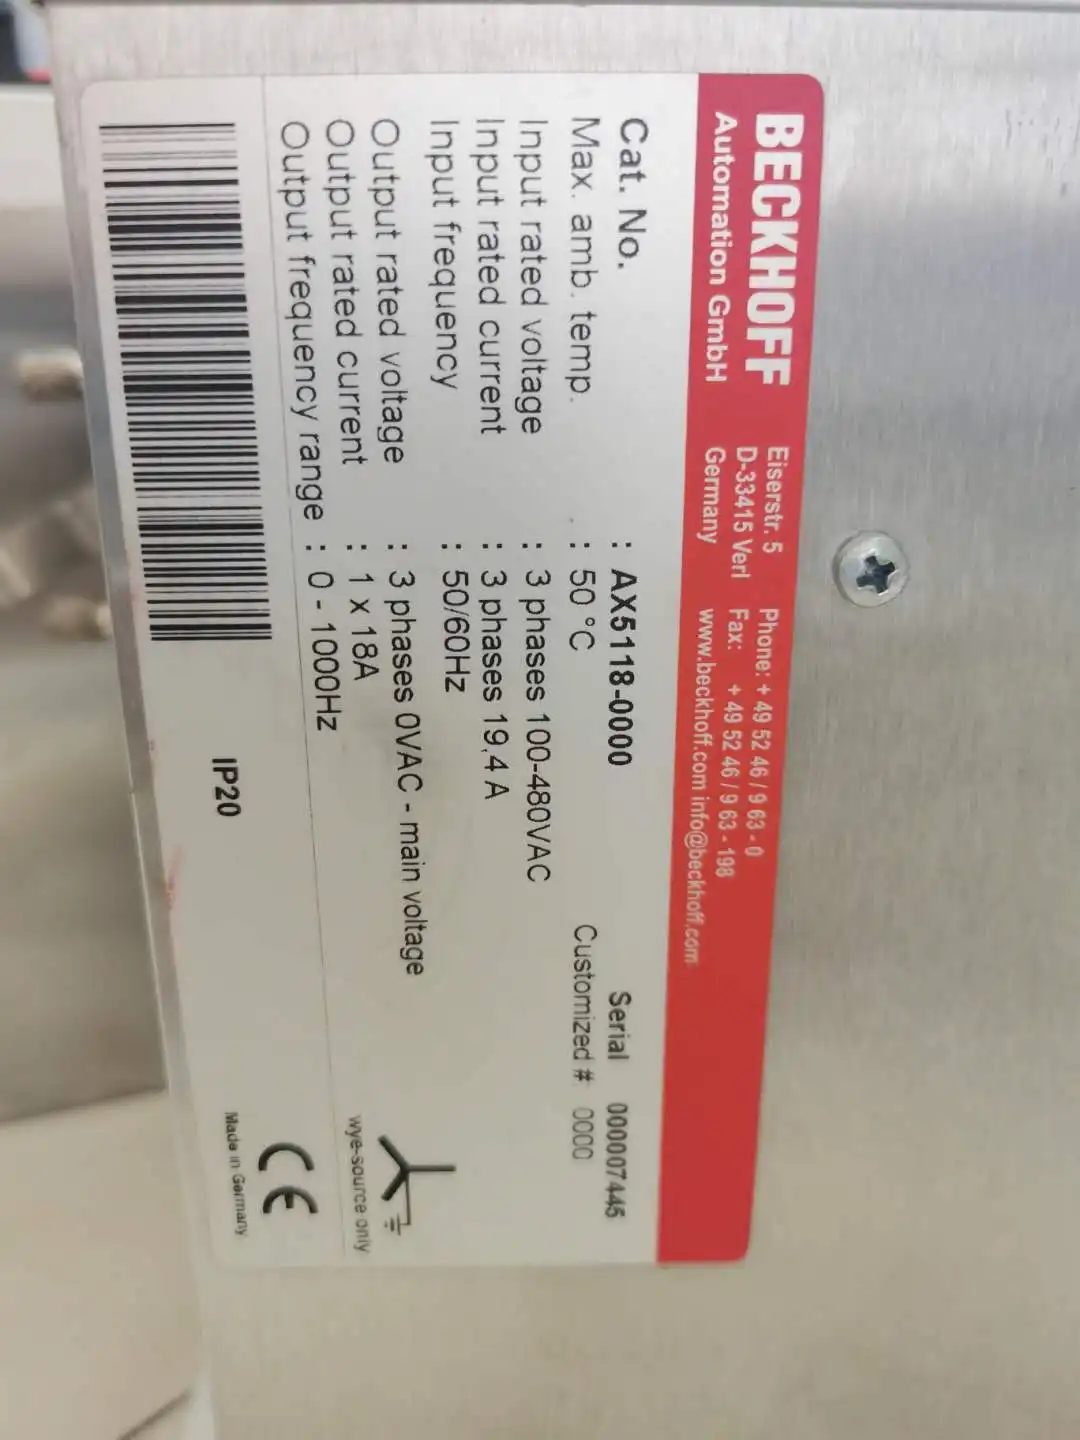 BECKHOFF
Automation GmbH
Eiserstr. 5
D-33415 Verl
Germany
Phone: + 49 52 46 / 9 63 - 0
Fax: + 49 52 46 / 9 63 - 198
www.beckhoff.com info@beckhoff.com
Cat. No. : AX5118-0000 Serial 000007445
Max. amb. temp. : 50 °C Customized # 0000
Input rated voltage : 3 phases 100-480VAC
Input rated current : 3 phases 19,4 A
Input frequency : 50/60Hz
Output rated voltage : 3 phases 0VAC - main voltage
Output rated current : 1 x 18A
Output frequency range : 0 - 1000Hz
wye-source only
IP20
CE
Made in Germany